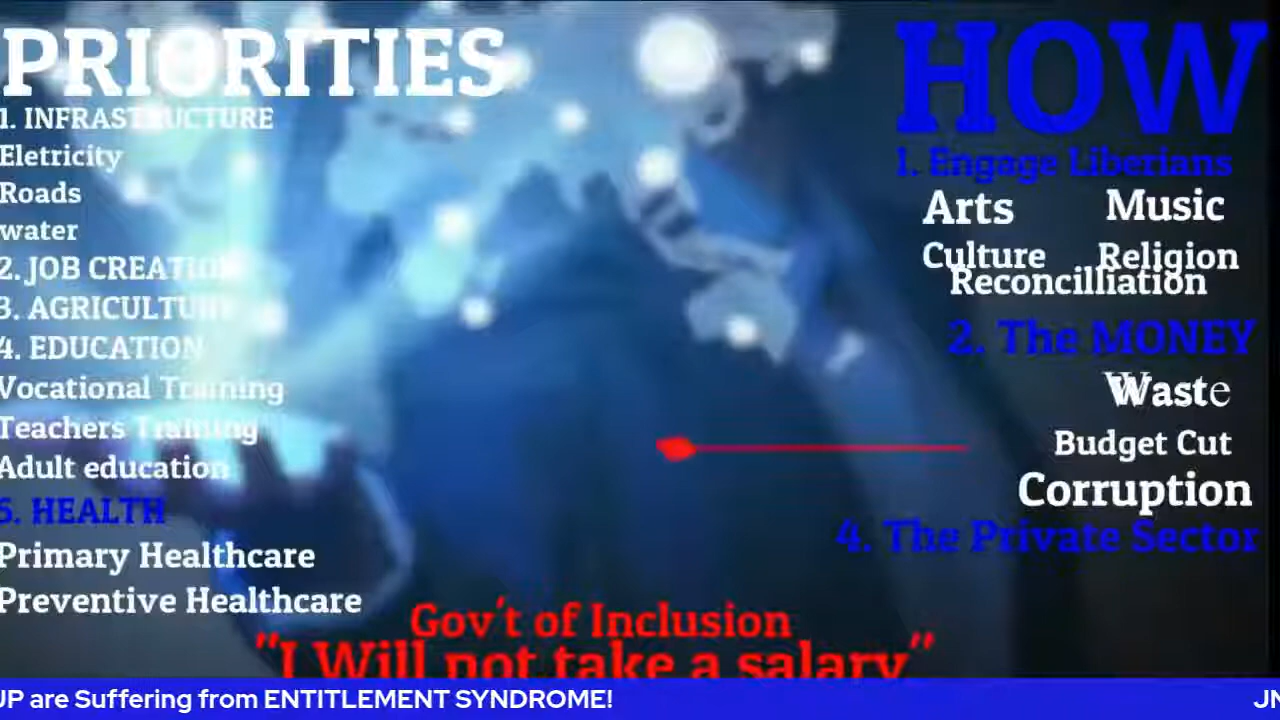 PRIORITIES
1. INFRASTRUCTURE
Eletricity
Roads
water
2. JOB CREATION
3. AGRICULTURE
4. EDUCATION
Vocational Training
Teachers Training
Adult education
5. HEALTH
Primary Healthcare
Preventive Healthcare
HOW
1. Engage Liberians
Arts Music
Culture Religion
Reconcilliation
2. The MONEY
Waste
Budget Cut
Corruption
4. The Private Sector
Gov't of Inclusion
"I Will not take a salary"
UP are Suffering from ENTITLEMENT SYNDROME! JN